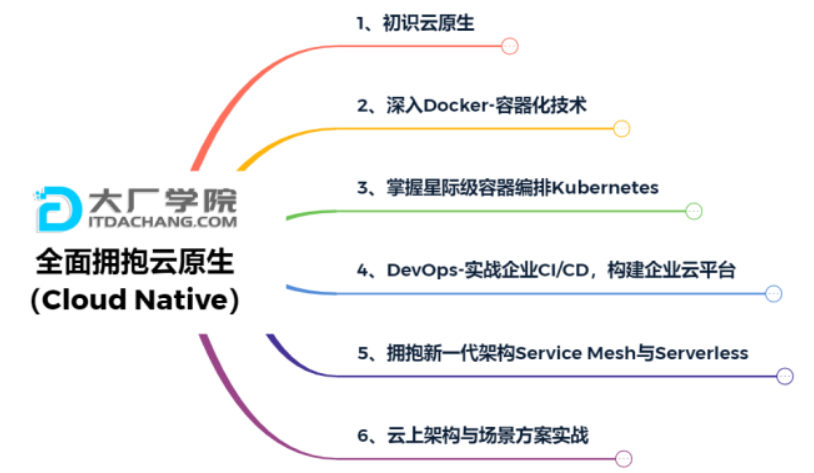 1、初识云原生
2、深入Docker-容器化技术
3、掌握星际级容器编排Kubernetes
大厂学院
ITDACHANG.COM
全面拥抱云原生
（Cloud Native）
4、DevOps-实战企业CI/CD，构建企业云平台
5、拥抱新一代架构Service Mesh与Serverless
6、云上架构与场景方案实战